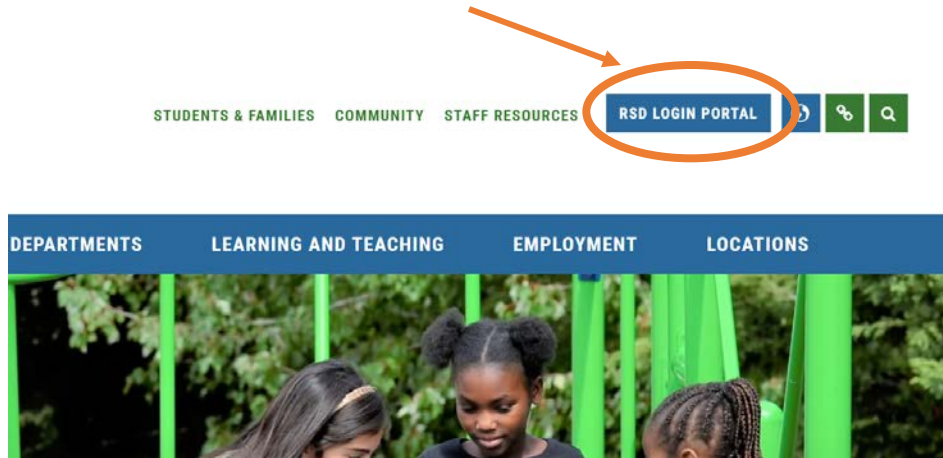 STUDENTS & FAMILIES COMMUNITY STAFF RESOURCES RSD LOGIN PORTAL
DEPARTMENTS LEARNING AND TEACHING EMPLOYMENT LOCATIONS